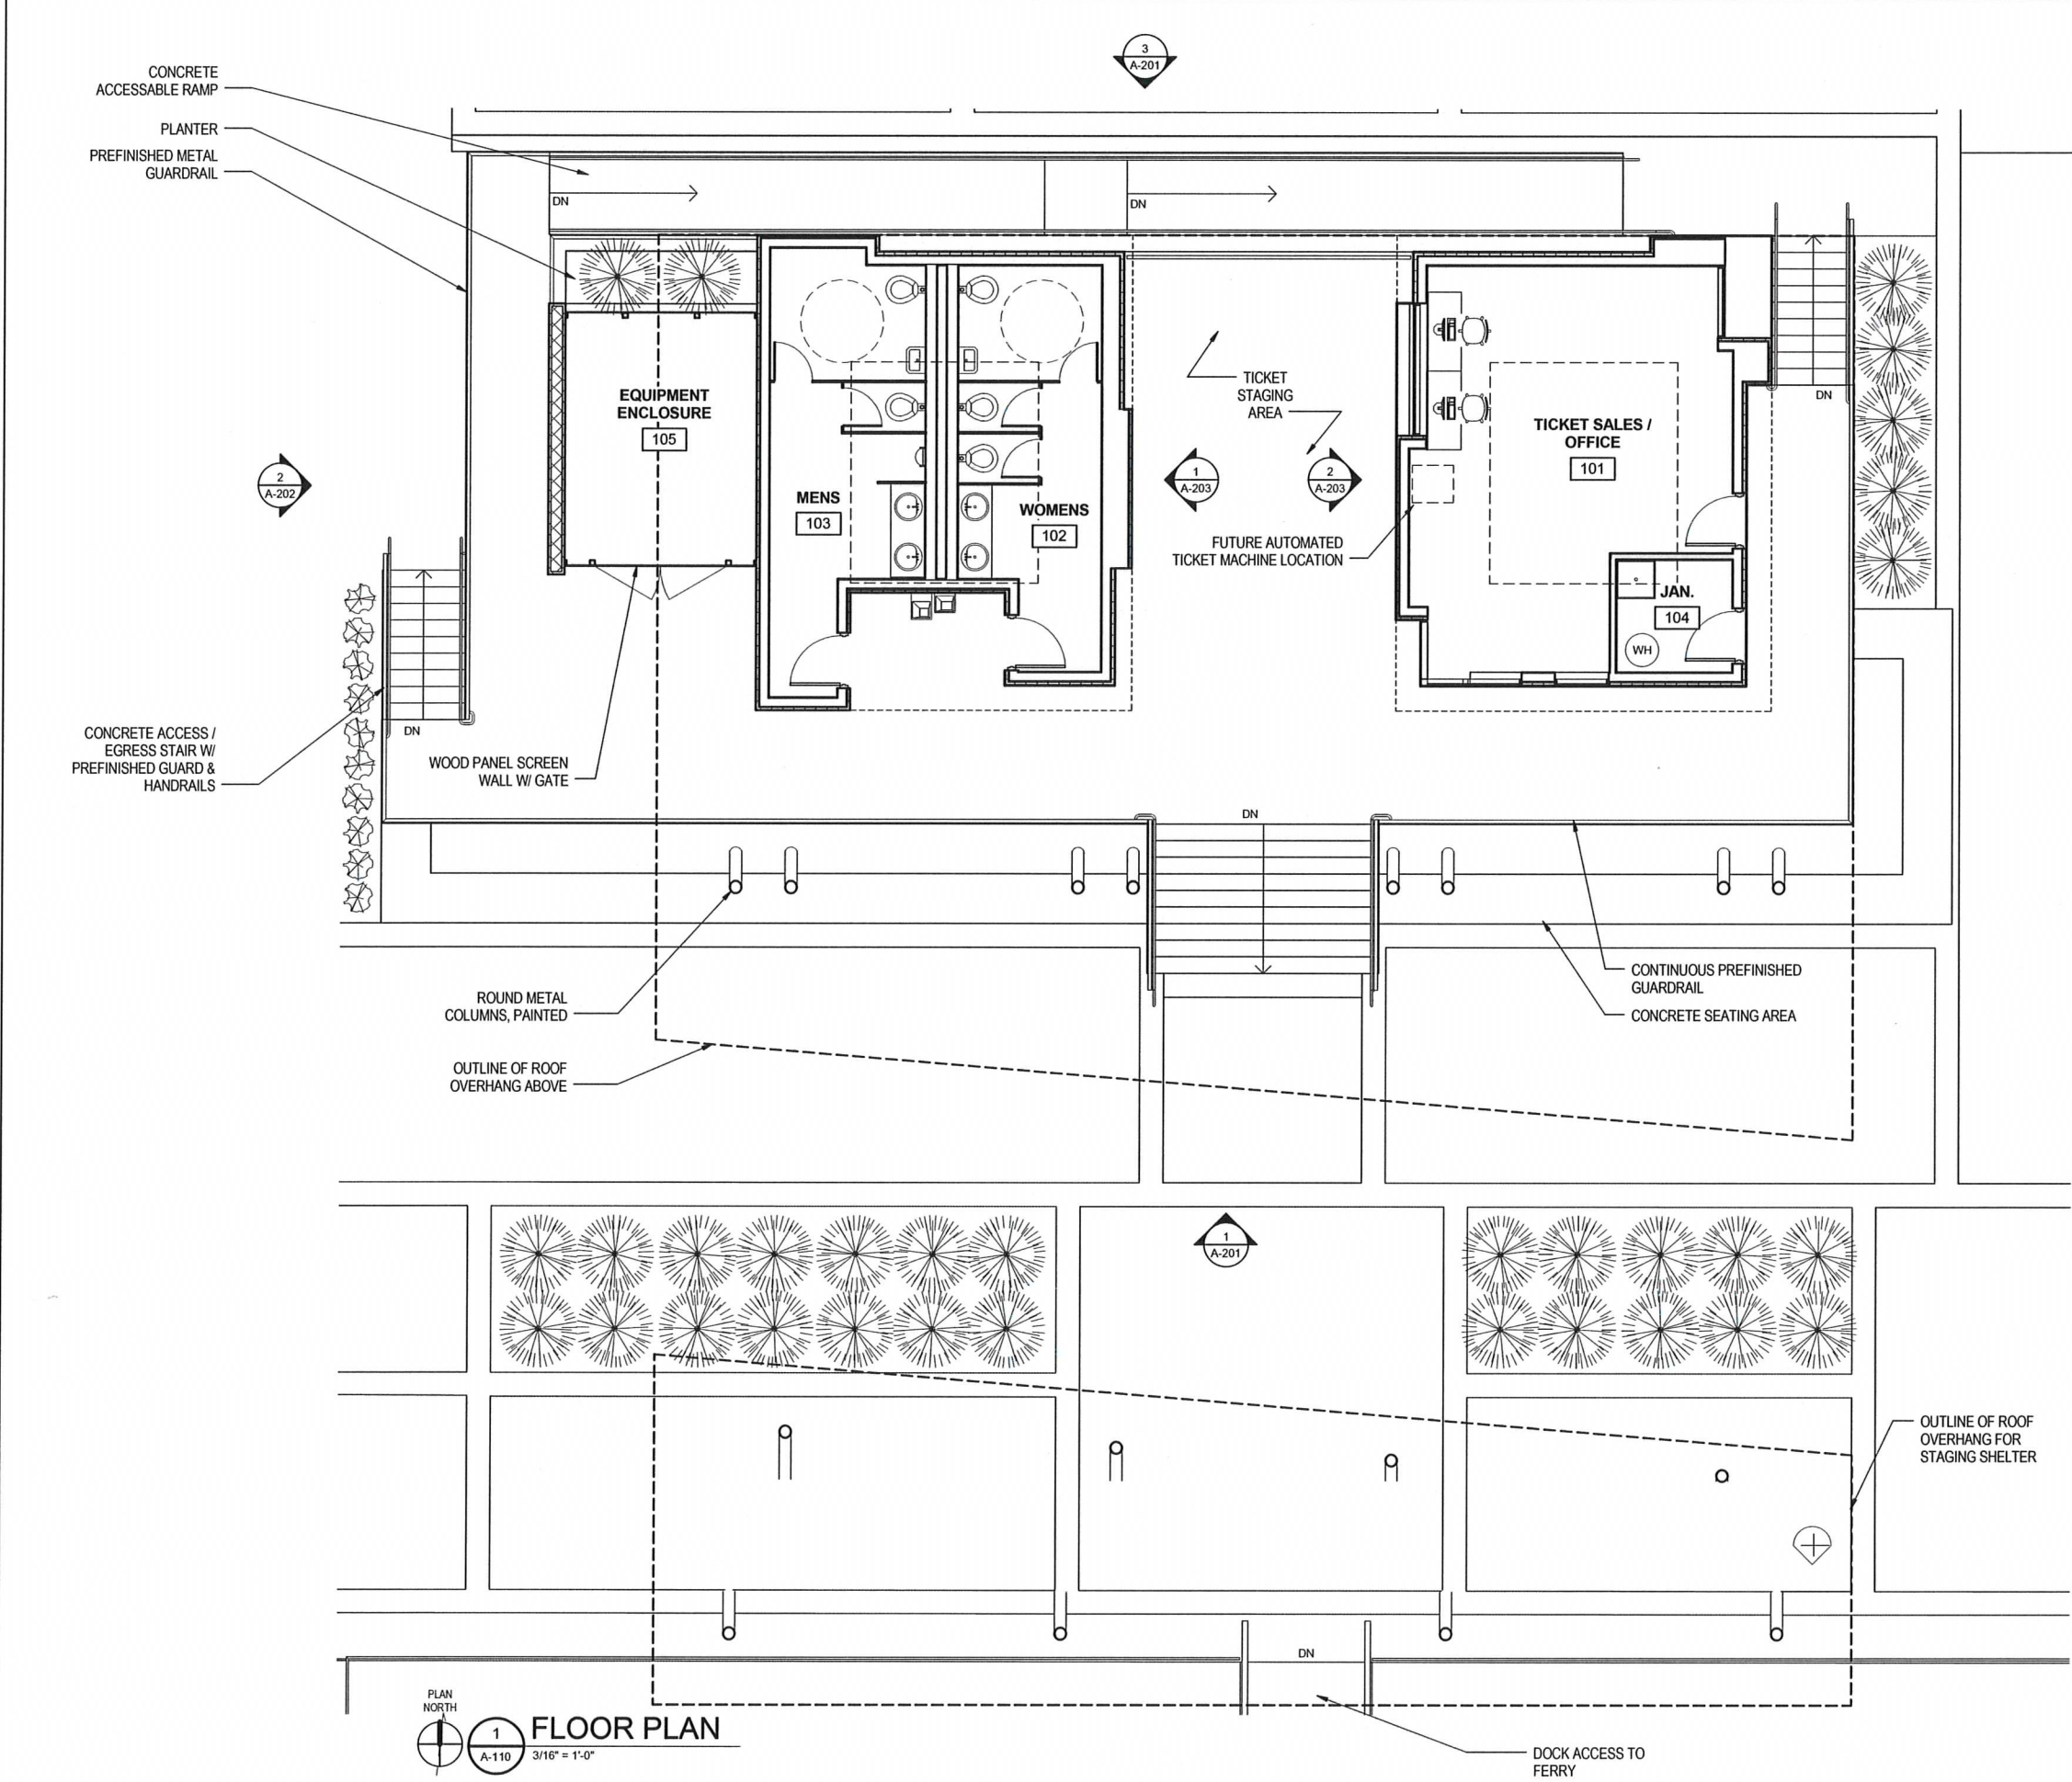 3
A-201
CONCRETE
ACCESSABLE RAMP
PLANTER
PREFINISHED METAL
GUARDRAIL
DN
DN
EQUIPMENT
ENCLOSURE
105
TICKET
STAGING
AREA
DN
TICKET SALES /
OFFICE
101
2
A-202
1
A-203
2
A-203
MENS
103
WOMENS
102
FUTURE AUTOMATED
TICKET MACHINE LOCATION
JAN.
104
WH
CONCRETE ACCESS /
EGRESS STAIR W/
PREFINISHED GUARD &
HANDRAILS
DN
WOOD PANEL SCREEN
WALL W/ GATE
DN
ROUND METAL
COLUMNS, PAINTED
CONTINUOUS PREFINISHED
GUARDRAIL
CONCRETE SEATING AREA
OUTLINE OF ROOF
OVERHANG ABOVE
1
A-201
OUTLINE OF ROOF
OVERHANG FOR
STAGING SHELTER
DN
PLAN
NORTH
1
A-110
FLOOR PLAN
3/16" = 1'-0"
DOCK ACCESS TO
FERRY